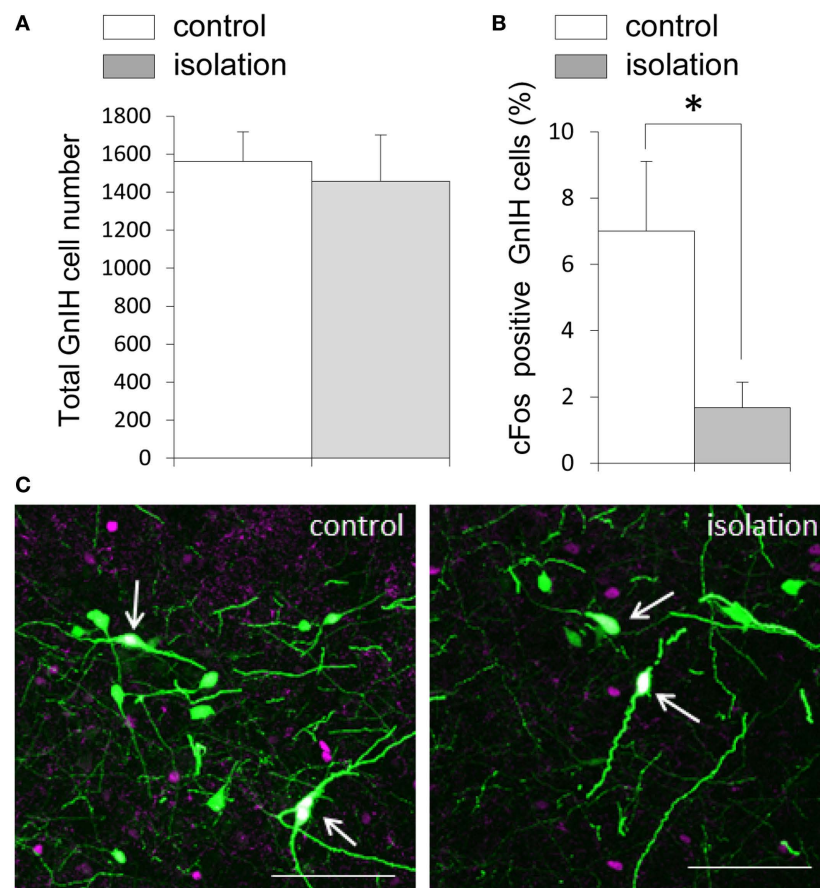 A
control
isolation
Total GnIH cell number
1800
1600
1400
1200
1000
800
600
400
200
0
B
control
isolation
*
cFos positive GnIH cells (%)
10
8
6
4
2
0
C
control
isolation